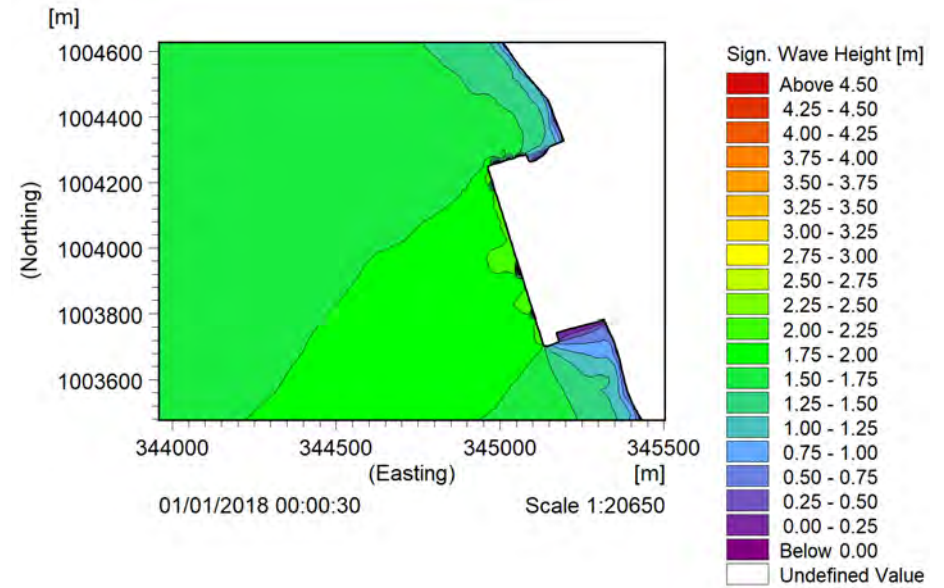 [m]
1004600
1004400
1004200
1004000
1003800
1003600
(Northing)
344000 344500 345000 345500
(Easting) [m]
01/01/2018 00:00:30 Scale 1:20650
Sign. Wave Height [m]
Above 4.50
4.25 - 4.50
4.00 - 4.25
3.75 - 4.00
3.50 - 3.75
3.25 - 3.50
3.00 - 3.25
2.75 - 3.00
2.50 - 2.75
2.25 - 2.50
2.00 - 2.25
1.75 - 2.00
1.50 - 1.75
1.25 - 1.50
1.00 - 1.25
0.75 - 1.00
0.50 - 0.75
0.25 - 0.50
0.00 - 0.25
Below 0.00
Undefined Value